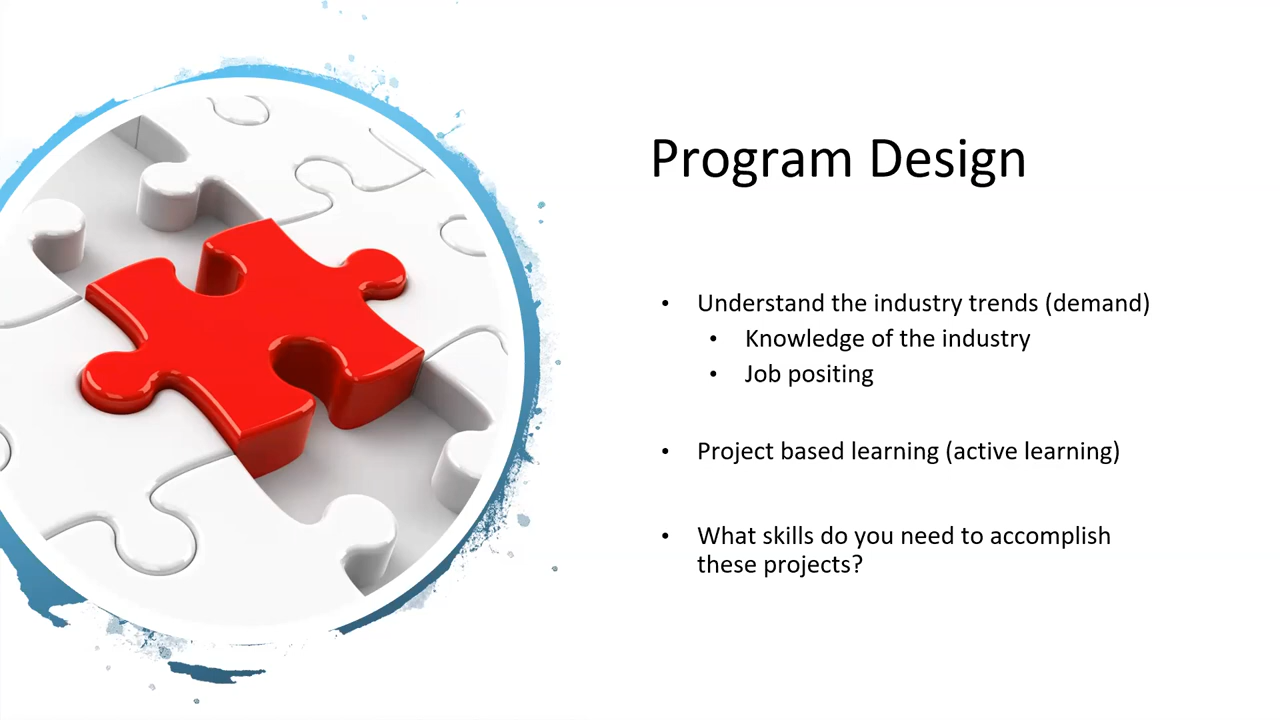 Program Design
• Understand the industry trends (demand)
• Knowledge of the industry
• Job positing
• Project based learning (active learning)
• What skills do you need to accomplish
these projects?